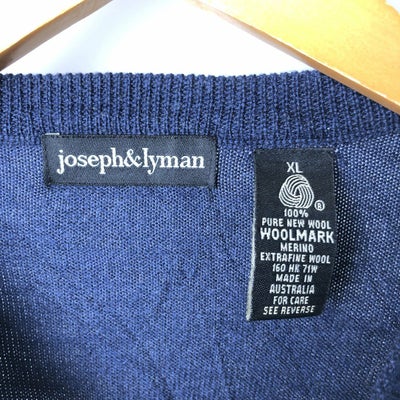 joseph&lyman
XL
®
100%
PURE NEW WOOL
WOOLMARK
MERINO
EXTRAFINE WOOL
160 HK 71W
MADE IN
AUSTRALIA
FOR CARE
SEE REVERSE